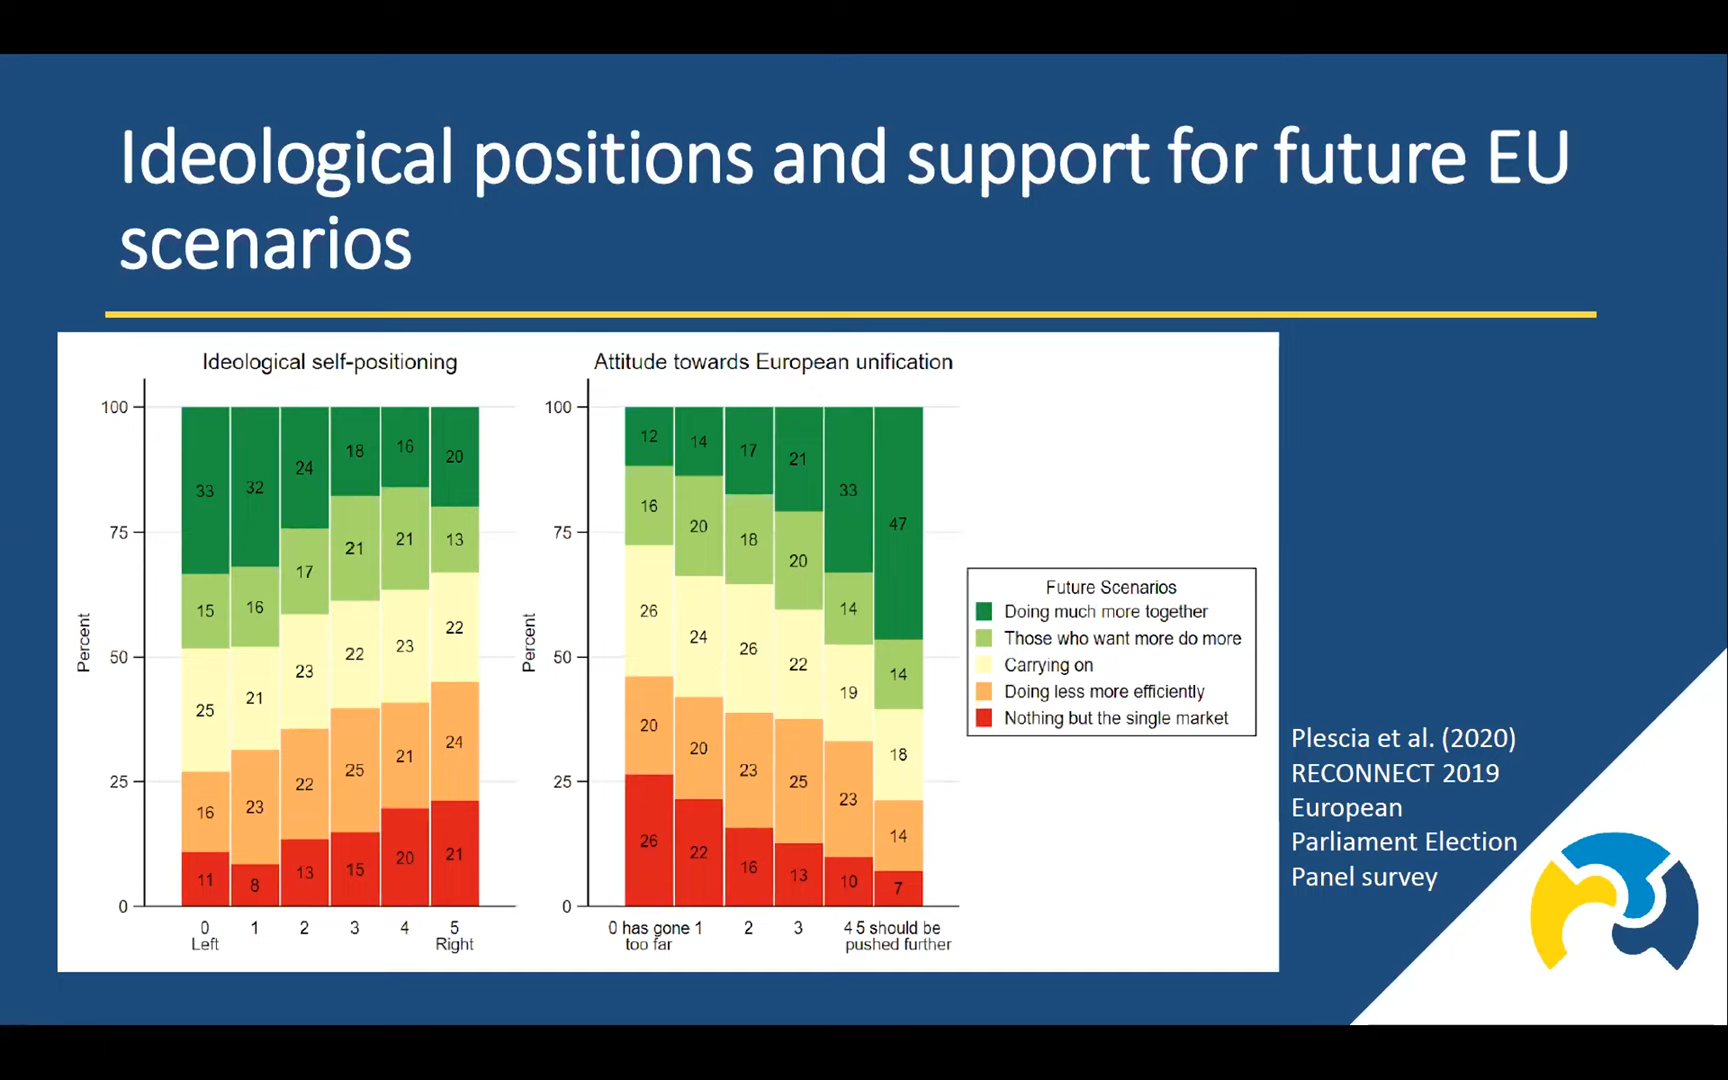 Ideological positions and support for future EU
scenarios
Ideological self-positioning
100
75
50
25
0
Percent
33 32 24 18 16 20
15 16 17 21 21 13
25 21 23 22 23 22
16 23 22 25 21 24
11 8 13 15 20 21
0 1 2 3 4 5
Left Right
Attitude towards European unification
100
75
50
25
0
Percent
12 14 17 21 33 47
16 20 18 20 14 14
26 24 26 22 19 18
20 20 23 25 23 14
26 22 16 13 10 7
0 has gone 1 2 3 4 5 should be
too far pushed further
Future Scenarios
Doing much more together
Those who want more do more
Carrying on
Doing less more efficiently
Nothing but the single market
Plescia et al. (2020)
RECONNECT 2019
European
Parliament Election
Panel survey